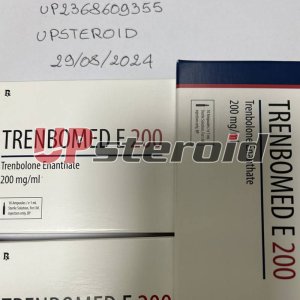 UP2368609355
UPSTEROID
29/08/2024
TRENBOMED E 200
Trenbolone Enanthate
200 mg/ml
UPsteroid
TRENBOMED E 200
Trenbolone Enanthate
200 mg/ml
TRENBOMED E 200